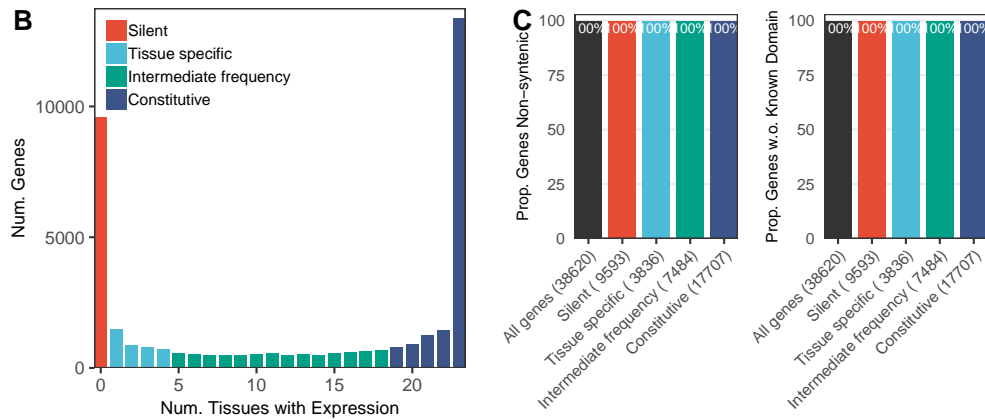 B
Silent
Tissue specific
Intermediate frequency
Constitutive
Num. Genes
10000
5000
0
0 5 10 15 20
Num. Tissues with Expression
C
Prop. Genes Non−syntenic
100
75
50
25
0
00% 100% 100% 100% 100%
All genes (38620)
Silent ( 9593)
Tissue specific ( 3836)
Intermediate frequency ( 7484)
Constitutive (17707)
Prop. Genes w.o. Known Domain
100
75
50
25
0
00% 100% 100% 100% 100%
All genes (38620)
Silent ( 9593)
Tissue specific ( 3836)
Intermediate frequency ( 7484)
Constitutive (17707)